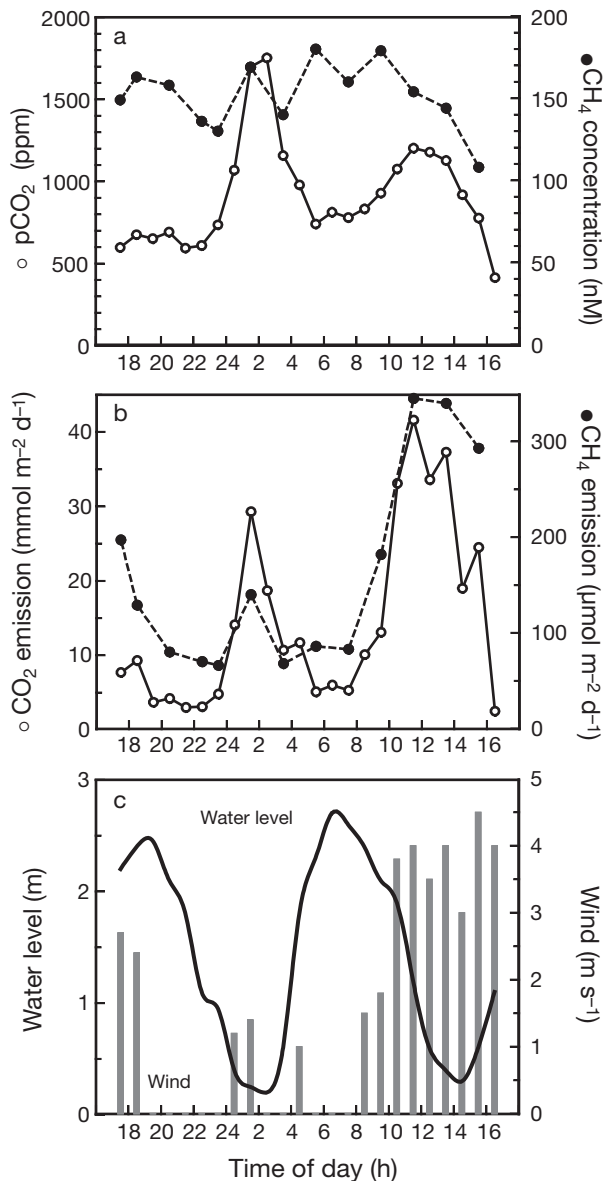 a
2000
1500
1000
500
0
○ pCO₂ (ppm)
200
150
100
50
0
●CH₄ concentration (nM)
18 20 22 24 2 4 6 8 10 12 14 16
b
40
30
20
10
0
○ CO₂ emission (mmol m⁻² d⁻¹)
300
200
100
0
●CH₄ emission (µmol m⁻² d⁻¹)
18 20 22 24 2 4 6 8 10 12 14 16
c
3
2
1
0
Water level (m)
Water level
Wind
5
4
3
2
1
0
Wind (m s⁻¹)
18 20 22 24 2 4 6 8 10 12 14 16
Time of day (h)